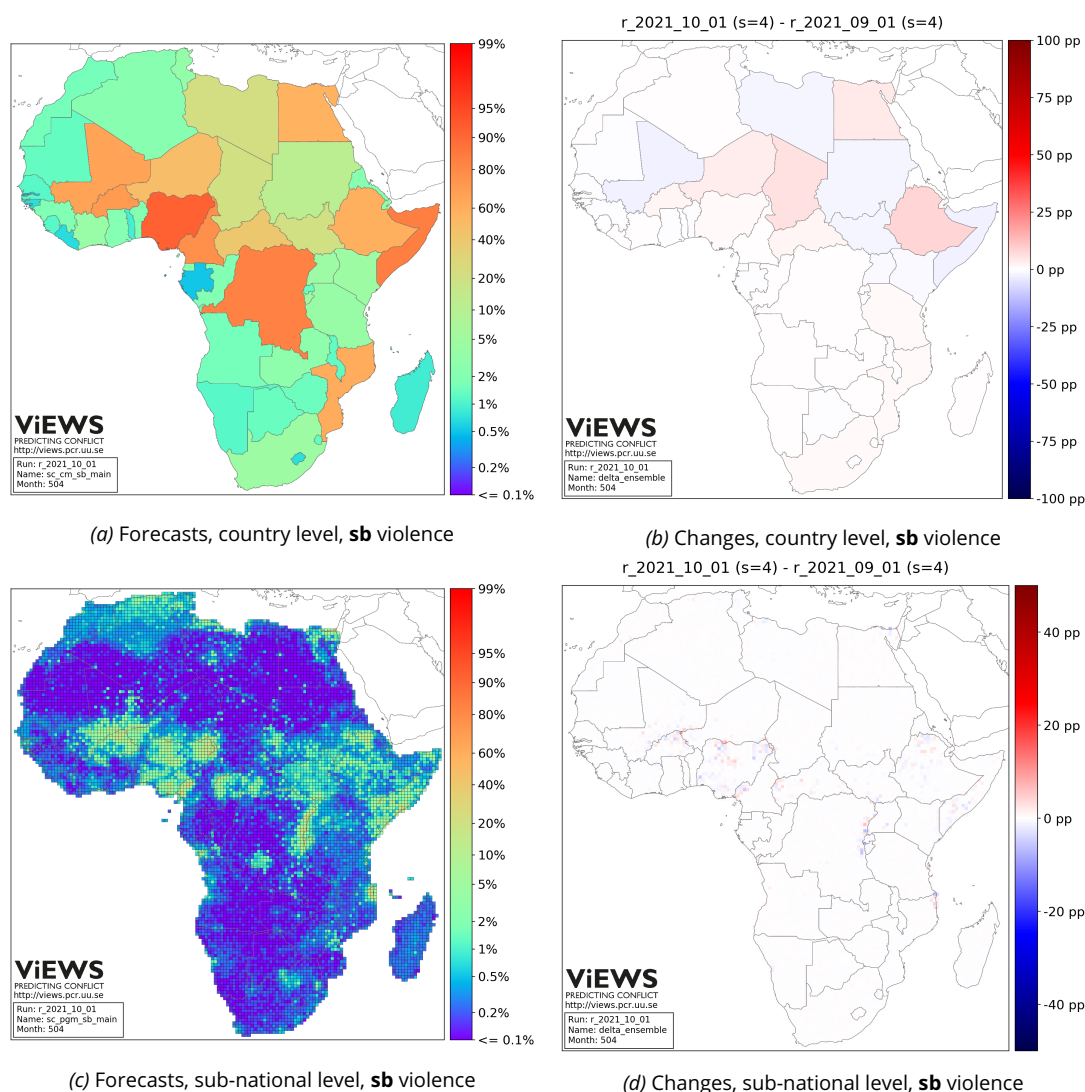 99%
95%
90%
80%
60%
40%
20%
10%
5%
2%
1%
0.5%
0.2%
<= 0.1%
ViEWS
PREDICTING CONFLICT
http://views.pcr.uu.se
Run: r_2021_10_01
Name: sc_cm_sb_main
Month: 504
(a) Forecasts, country level, sb violence
r_2021_10_01 (s=4) - r_2021_09_01 (s=4)
100 pp
75 pp
50 pp
25 pp
0 pp
-25 pp
-50 pp
-75 pp
-100 pp
ViEWS
PREDICTING CONFLICT
http://views.pcr.uu.se
Run: r_2021_10_01
Name: delta_ensemble
Month: 504
(b) Changes, country level, sb violence
99%
95%
90%
80%
60%
40%
20%
10%
5%
2%
1%
0.5%
0.2%
<= 0.1%
ViEWS
PREDICTING CONFLICT
http://views.pcr.uu.se
Run: r_2021_10_01
Name: sc_pgm_sb_main
Month: 504
(c) Forecasts, sub-national level, sb violence
r_2021_10_01 (s=4) - r_2021_09_01 (s=4)
40 pp
20 pp
0 pp
-20 pp
-40 pp
ViEWS
PREDICTING CONFLICT
http://views.pcr.uu.se
Run: r_2021_10_01
Name: delta_ensemble
Month: 504
(d) Changes, sub-national level, sb violence